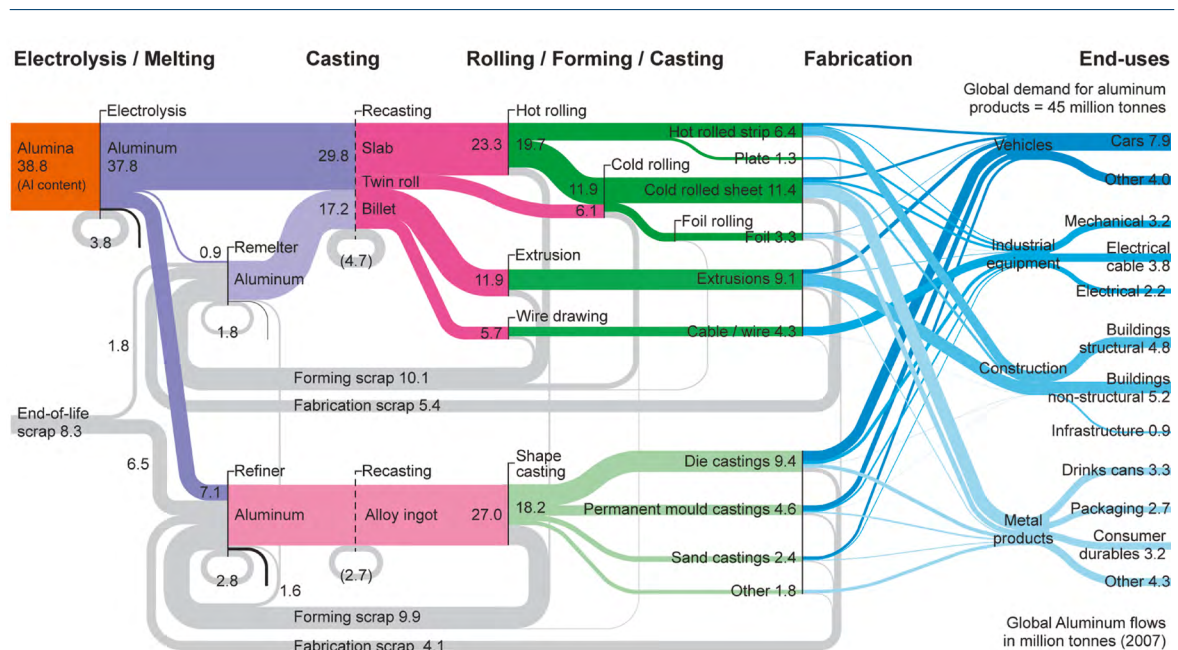 Electrolysis / Melting
Casting
Rolling / Forming / Casting
Fabrication
End-uses
Global demand for aluminum
products = 45 million tonnes
Electrolysis
Recasting
Hot rolling
Alumina
38.8
(Al content)
Aluminum
37.8
29.8
Slab
23.3
19.7
Hot rolled strip 6.4
Plate 1.3
Vehicles
Cars 7.9
Other 4.0
Twin roll
Cold rolling
11.9
Cold rolled sheet 11.4
17.2
Billet
6.1
Foil rolling
Foil 3.3
3.8
0.9
Remelter
Aluminum
(4.7)
Extrusion
11.9
Extrusions 9.1
Mechanical 3.2
Industrial
equipment
Electrical
cable 3.8
Electrical 2.2
1.8
1.8
Wire drawing
5.7
Cable / wire 4.3
Buildings
structural 4.8
Construction
Buildings
non-structural 5.2
Infrastructure 0.9
Forming scrap 10.1
Fabrication scrap 5.4
End-of-life
scrap 8.3
6.5
7.1
Refiner
Aluminum
Recasting
Alloy ingot
27.0
Shape
casting
18.2
Die castings 9.4
Permanent mould castings 4.6
Sand castings 2.4
Other 1.8
Drinks cans 3.3
Packaging 2.7
Metal
products
Consumer
durables 3.2
Other 4.3
2.8
1.6
(2.7)
Forming scrap 9.9
Fabrication scrap 4.1
Global Aluminum flows
in million tonnes (2007)